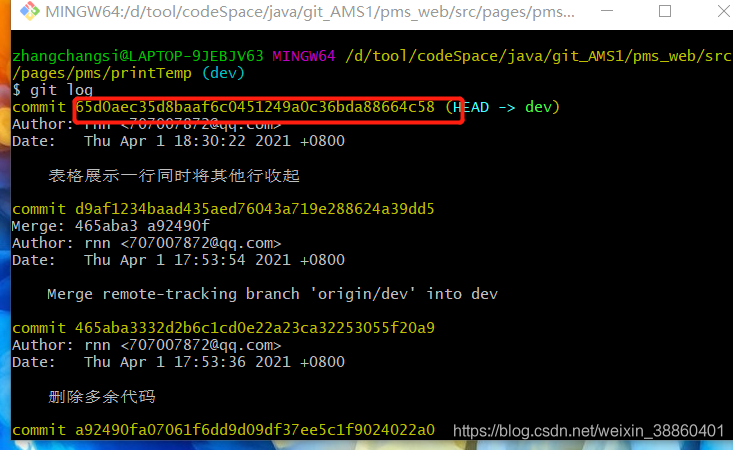 MINGW64:/d/tool/codeSpace/java/git_AMS1/pms_web/src/pages/pms...
zhangchangsi@LAPTOP-9JEBJV63 MINGW64 /d/tool/codeSpace/java/git_AMS1/pms_web/src
/pages/pms/printTemp (dev)
$ git log
commit 65d0aec35d8baaf6c0451249a0c36bda88664c58 (HEAD -> dev)
Author: rnn <707007872@qq.com>
Date:   Thu Apr 1 18:30:22 2021 +0800
表格展示一行同时将其他行收起
commit d9af1234baad435aed76043a719e288624a39dd5
Merge: 465aba3 a92490f
Author: rnn <707007872@qq.com>
Date:   Thu Apr 1 17:53:54 2021 +0800
Merge remote-tracking branch 'origin/dev' into dev
commit 465aba3332d2b6c1cd0e22a23ca32253055f20a9
Author: rnn <707007872@qq.com>
Date:   Thu Apr 1 17:53:36 2021 +0800
删除多余代码
commit a92490fa07061f6dd9d09df37ee5c1f9024022a0
https://blog.csdn.net/weixin_38860401